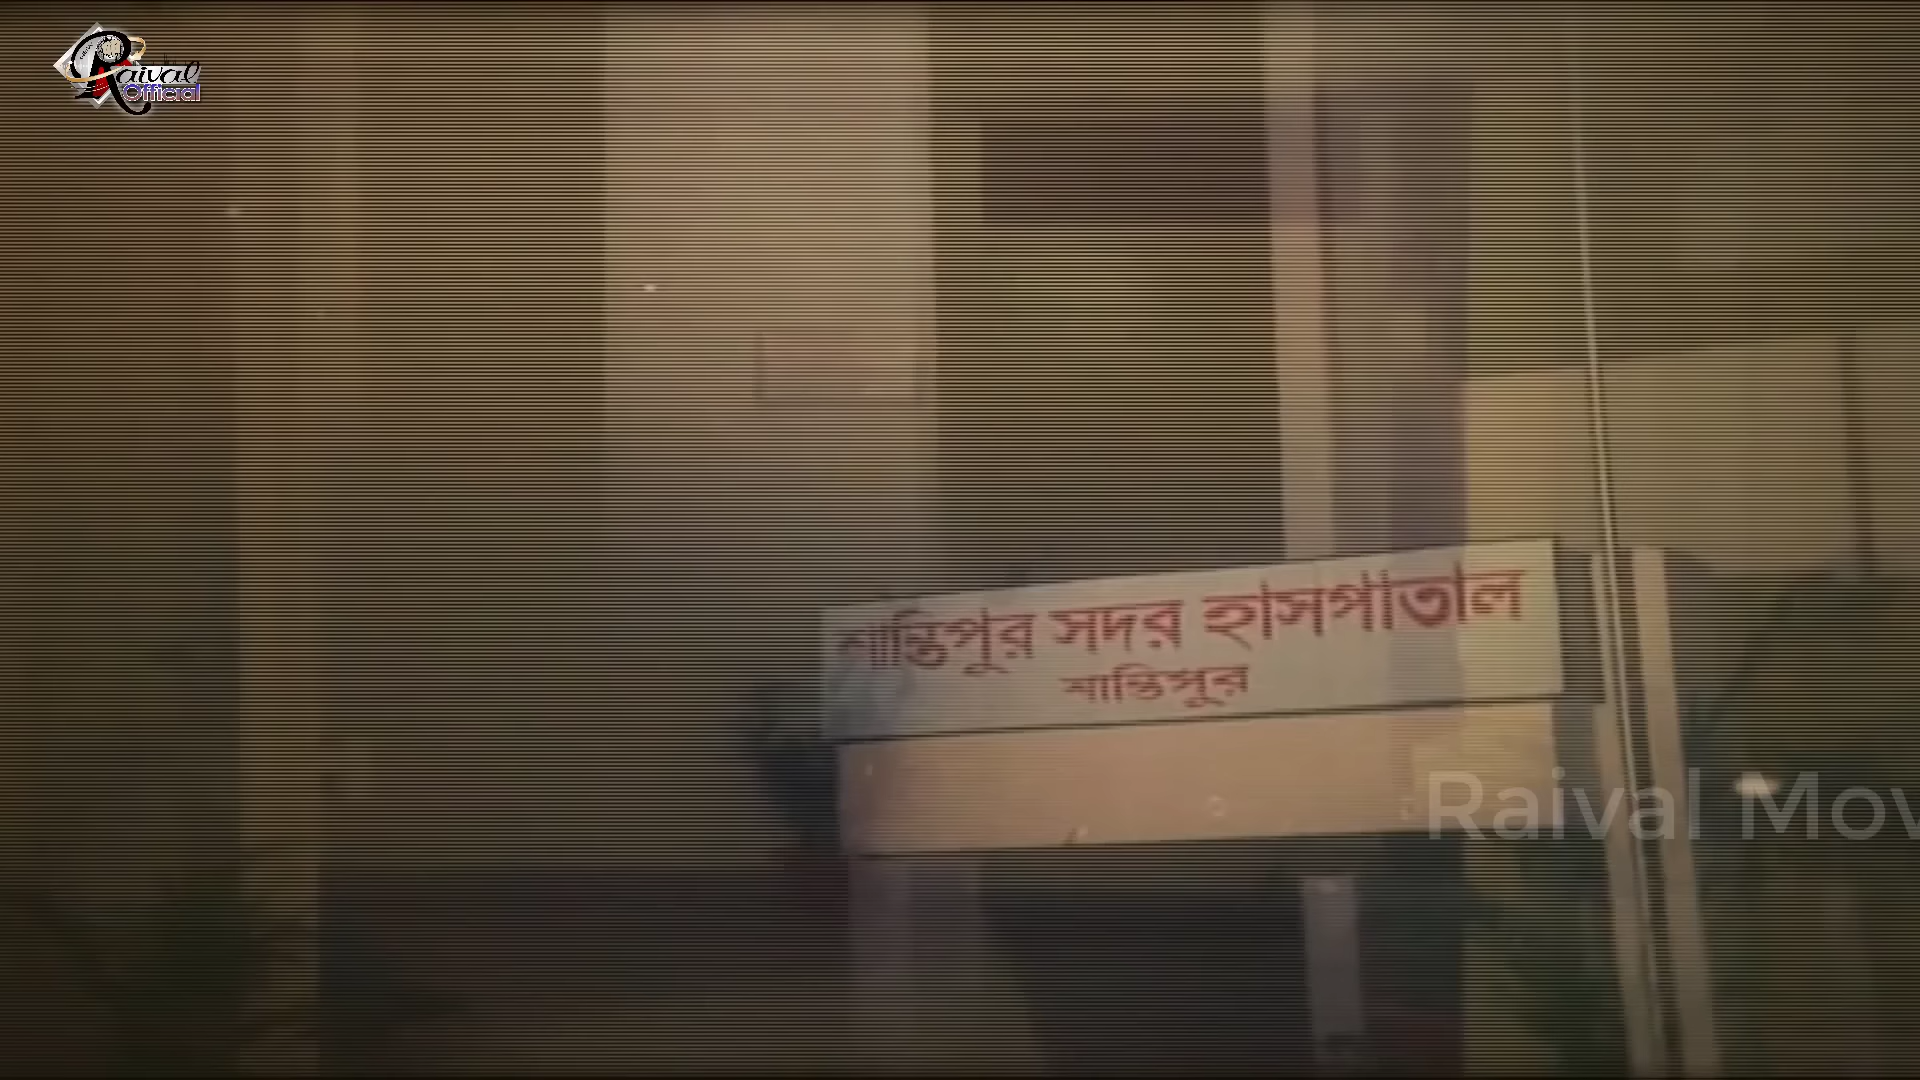 Raival
Official
শান্তিপুর সদর হাসপাতাল
শান্তিপুর
Raival Mov